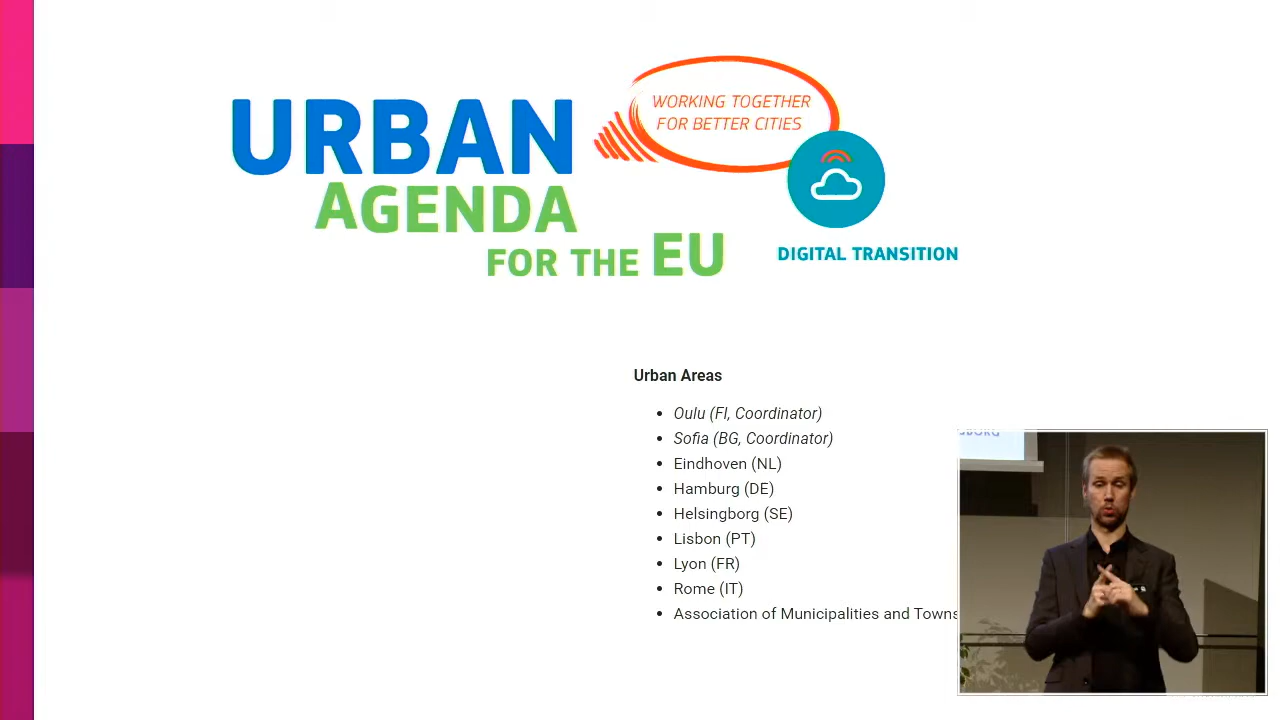 WORKING TOGETHER
FOR BETTER CITIES
URBAN
AGENDA
FOR THE EU
DIGITAL TRANSITION
Urban Areas
• Oulu (FI, Coordinator)
• Sofia (BG, Coordinator)
• Eindhoven (NL)
• Hamburg (DE)
• Helsingborg (SE)
• Lisbon (PT)
• Lyon (FR)
• Rome (IT)
• Association of Municipalities and Towns